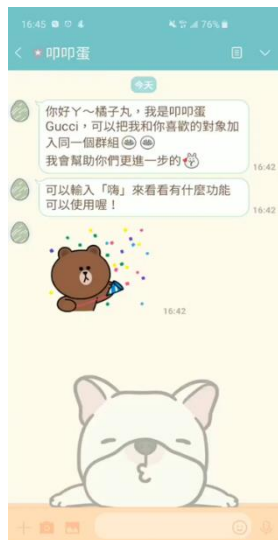 16:45
76%
叩叩蛋
今天
你好丫～橘子丸，我是叩叩蛋
Gucci，可以把我和你喜歡的對象加
入同一個群組
我會幫助你們更進一步的
16:42
可以輸入「嗨」來看看有什麼功能
可以使用喔！
16:42
16:42